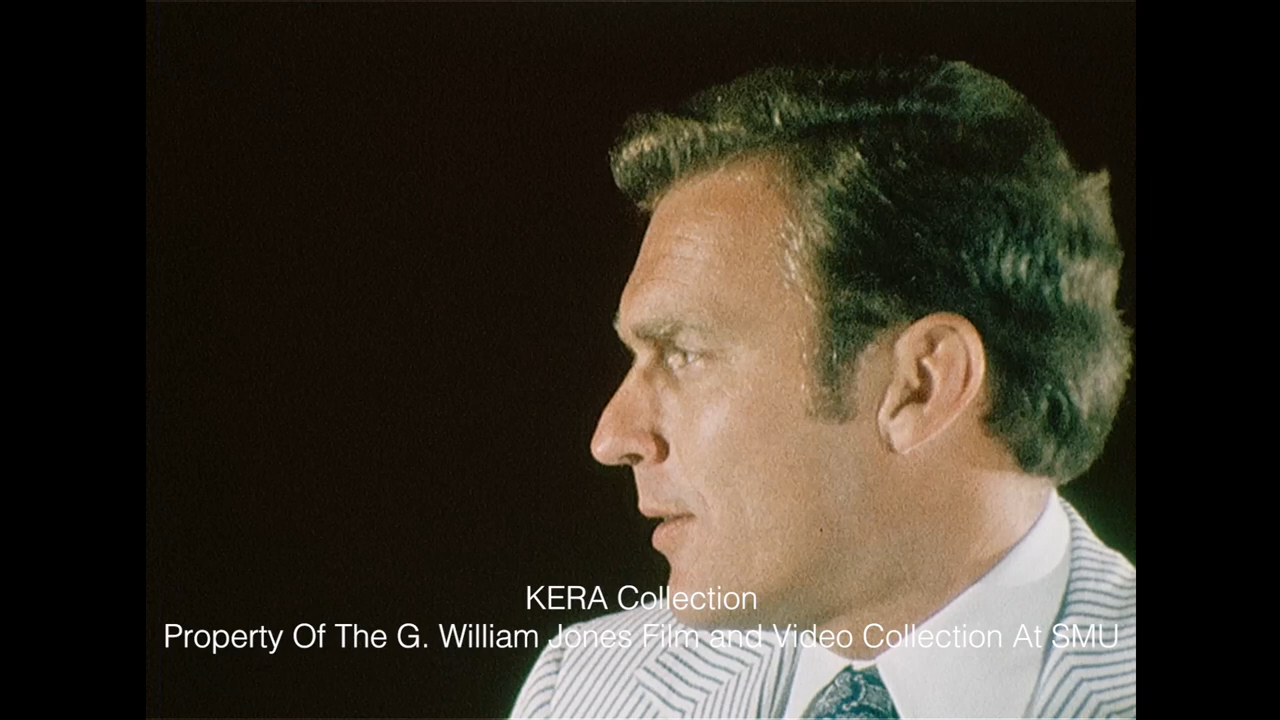 KERA Collection
Property Of The G. William Jones Film and Video Collection At SMU